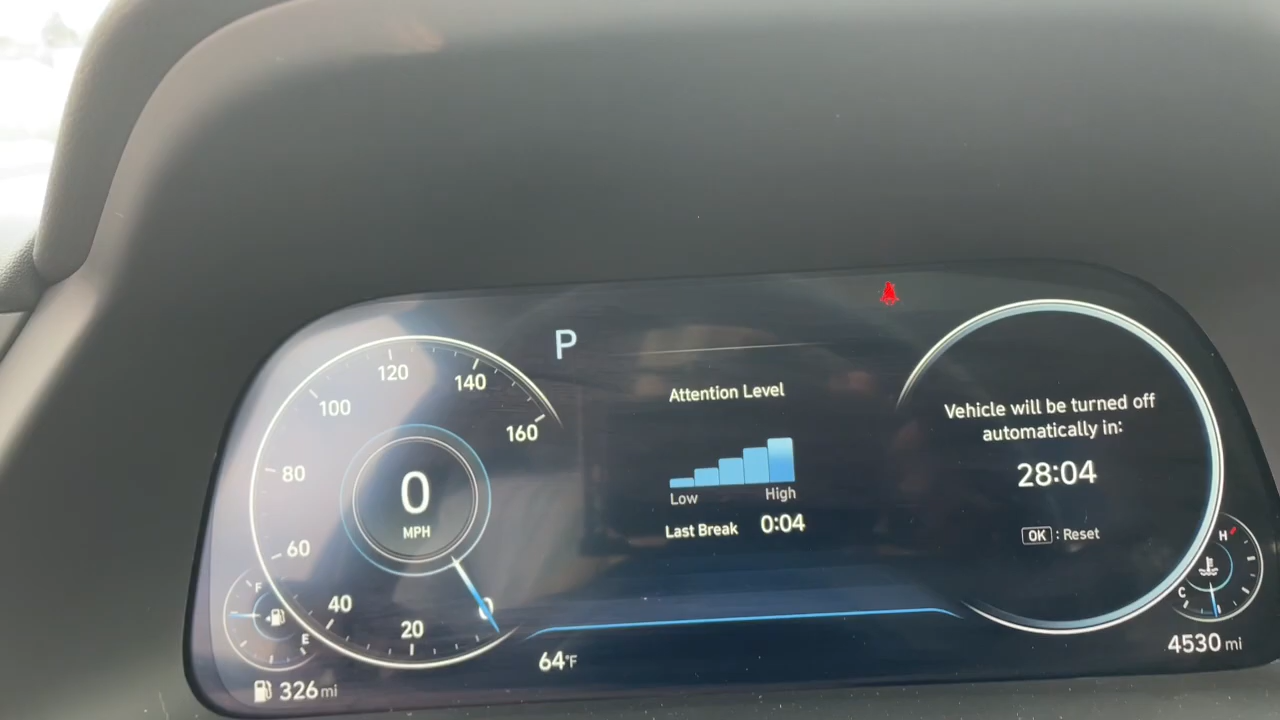 P
120
140
100
160
80
0
MPH
60
40
20
0
F
E
326 mi
64°F
Attention Level
Low
High
Last Break 0:04
Vehicle will be turned off
automatically in:
28:04
OK : Reset
H
C
4530 mi